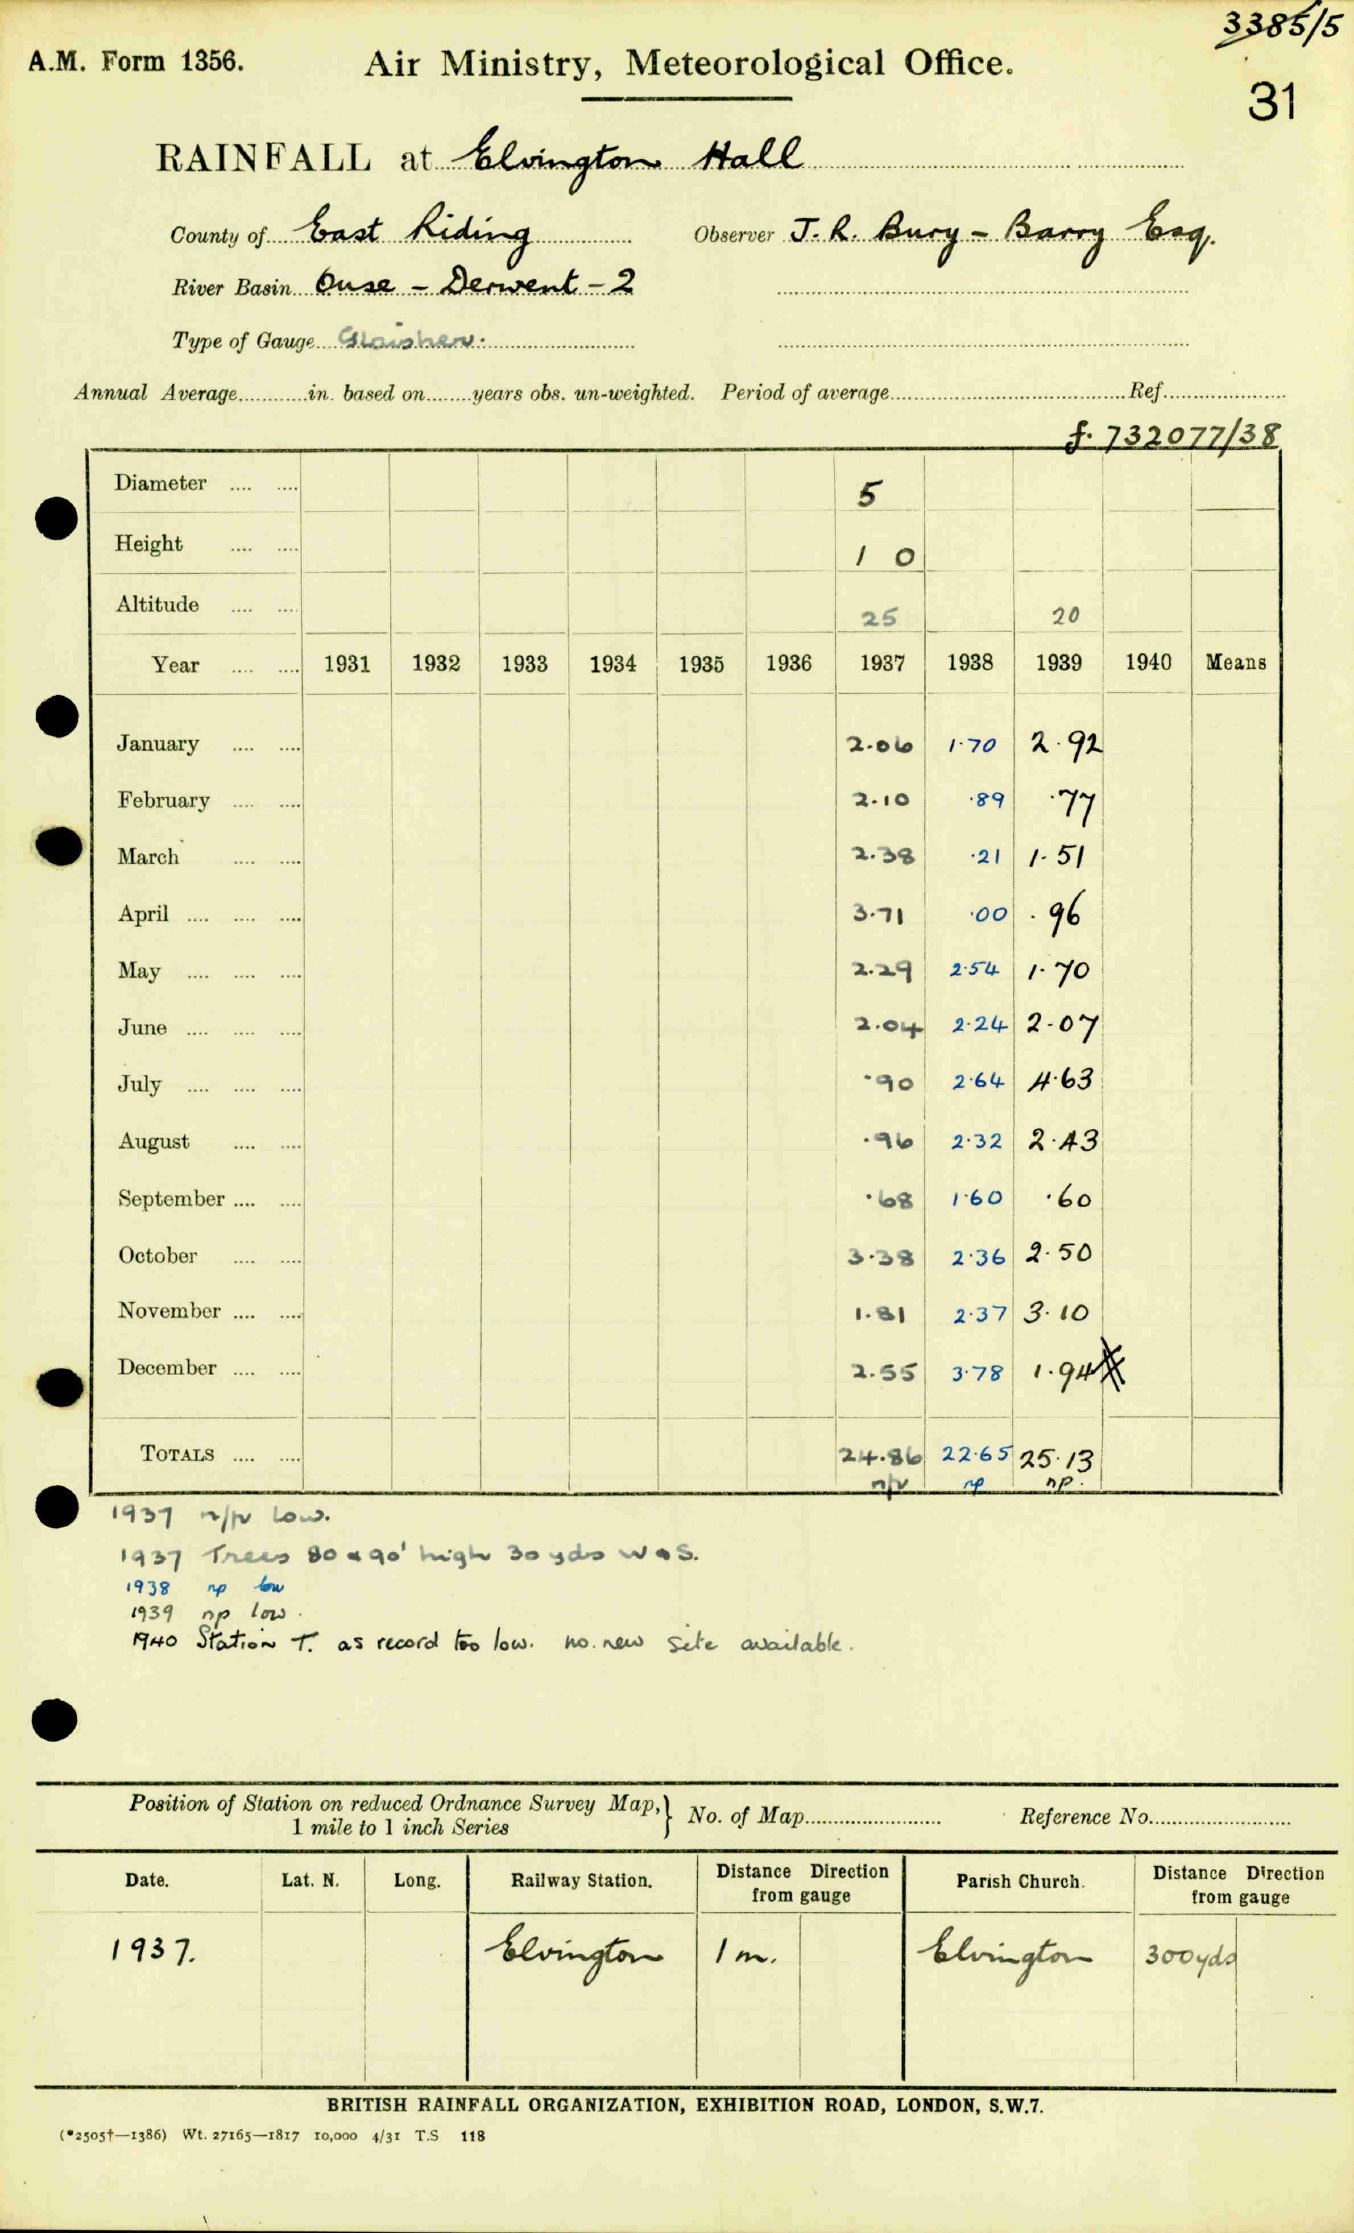 3385/5
A.M. Form 1356.
Air Ministry, Meteorological Office.
31
RAINFALL at Elvington Hall
County of East Riding Observer J. R. Bury - Barry Esq.
River Basin Ouse - Derwent - 2
Type of Gauge Glaisher.
Annual Average in. based on years obs. un-weighted. Period of average Ref.
f. 732077/38
Diameter 5
Height 1 0
Altitude 25 20
Year 1931 1932 1933 1934 1935 1936 1937 1938 1939 1940 Means
January 2.06 1.70 2.92
February 2.10 .89 .77
March 2.38 .21 1.51
April 3.71 .00 .96
May 2.29 2.54 1.70
June 2.04 2.24 2.07
July .90 2.64 4.63
August .96 2.32 2.43
September .68 1.60 .60
October 3.38 2.36 2.50
November 1.81 2.37 3.10
December 2.55 3.78 1.94
TOTALS 24.86 22.65 25.13
n/p np np.
1937 n/p low.
1937 Trees 80 & 90' high 30 yds W & S.
1938 np low
1939 np low.
1940 Station T. as record too low. no. new site available.
Position of Station on reduced Ordnance Survey Map, } No. of Map Reference No.
1 mile to 1 inch Series
Date. Lat. N. Long. Railway Station. Distance Direction from gauge Parish Church. Distance Direction from gauge
1937. Elvington 1 m. Elvington 300yds
BRITISH RAINFALL ORGANIZATION, EXHIBITION ROAD, LONDON, S.W.7.
(*2505†—1386) Wt. 27165—1817 10,000 4/31 T.S 118